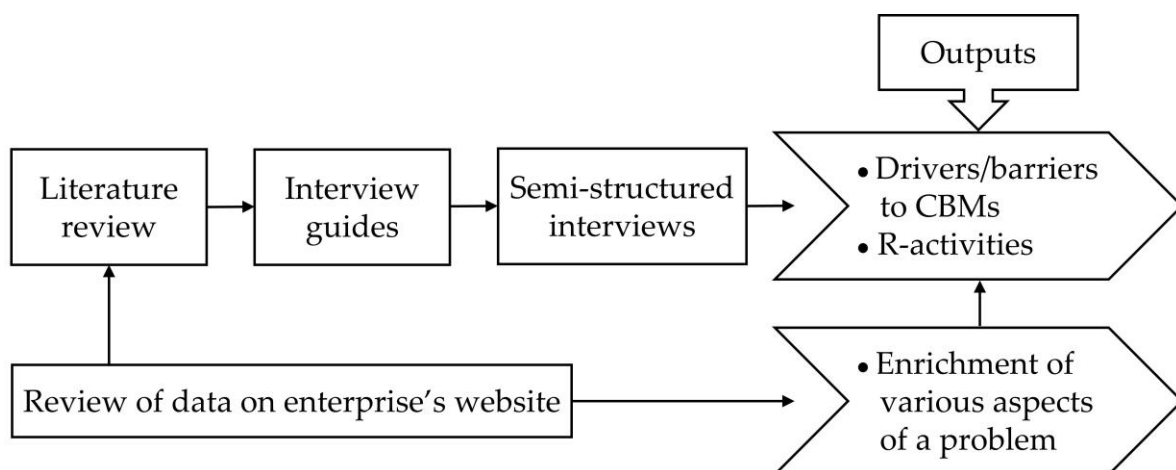 Outputs
Literature
review
Interview
guides
Semi-structured
interviews
• Drivers/barriers
to CBMs
• R-activities
Review of data on enterprise’s website
• Enrichment of
various aspects
of a problem